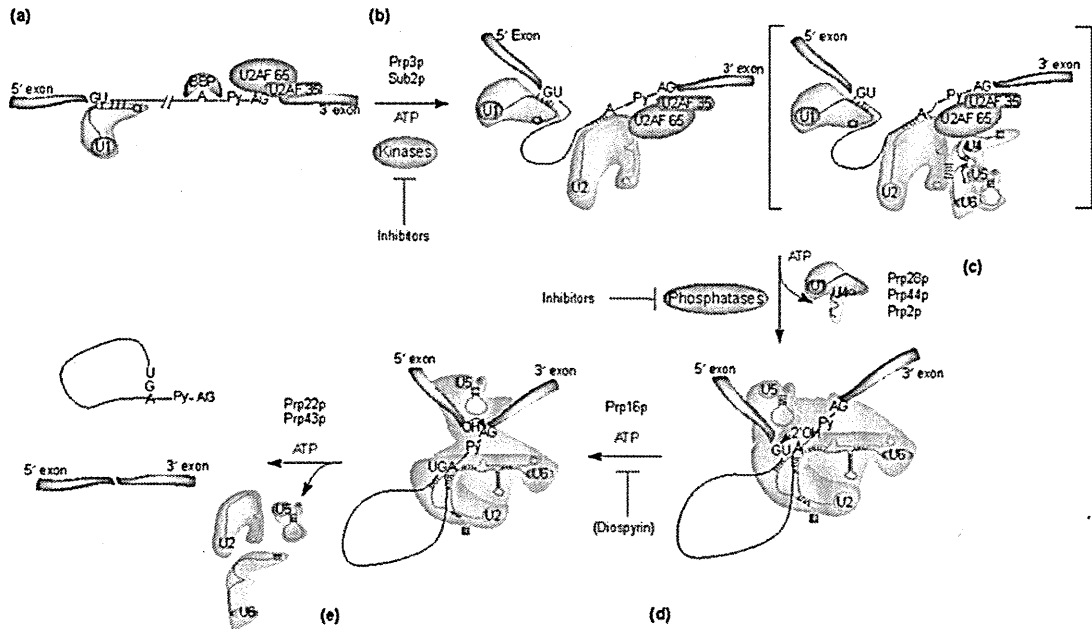 (a)
5' exon
GU
U1
BBP
A
U2AF 65
U2AF 35
Py
AG
3' exon
Prp3p
Sub2p
ATP
Kinases
Inhibitors
(b)
5' Exon
U1
GU
A
Py
AG
3' exon
U2AF 35
U2AF 65
U2
5' Exon
U1
GU
A
Py
AG
3' exon
U2AF 35
U2AF 65
U4
U5
U6
U2
(c)
ATP
U1
U4
Prp28p
Prp44p
Prp2p
Inhibitors
Phosphatases
5' exon
3' exon
U5
AG
Py
2'OH
GU
A
U6
U2
(d)
Prp16p
ATP
(Diospyrin)
5' exon
3' exon
U5
OH
AG
Py
UGA
U6
U2
(e)
Prp22p
Prp43p
ATP
U
G
A
Py-AG
5' exon
3' exon
U5
U2
U6